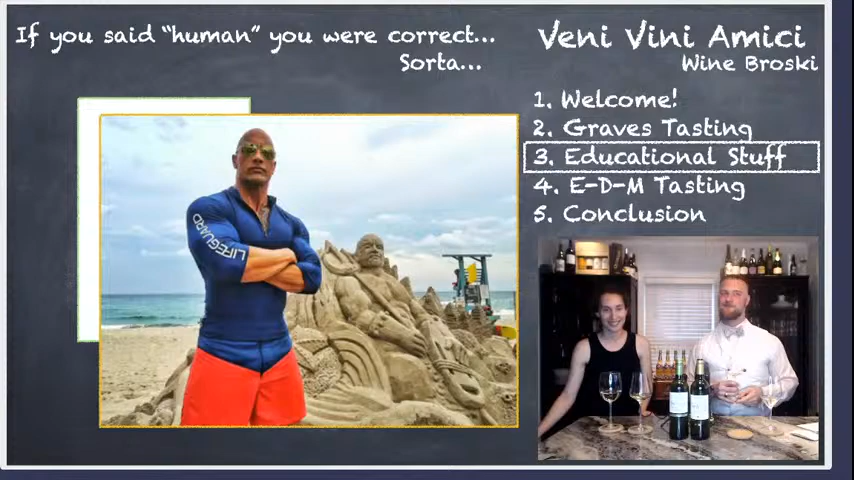 If you said “human” you were correct...
Sorta...
Veni Vini Amici
Wine Broski
1. Welcome!
2. Graves Tasting
3. Educational Stuff
4. E-D-M Tasting
5. Conclusion
LIFEGUARD